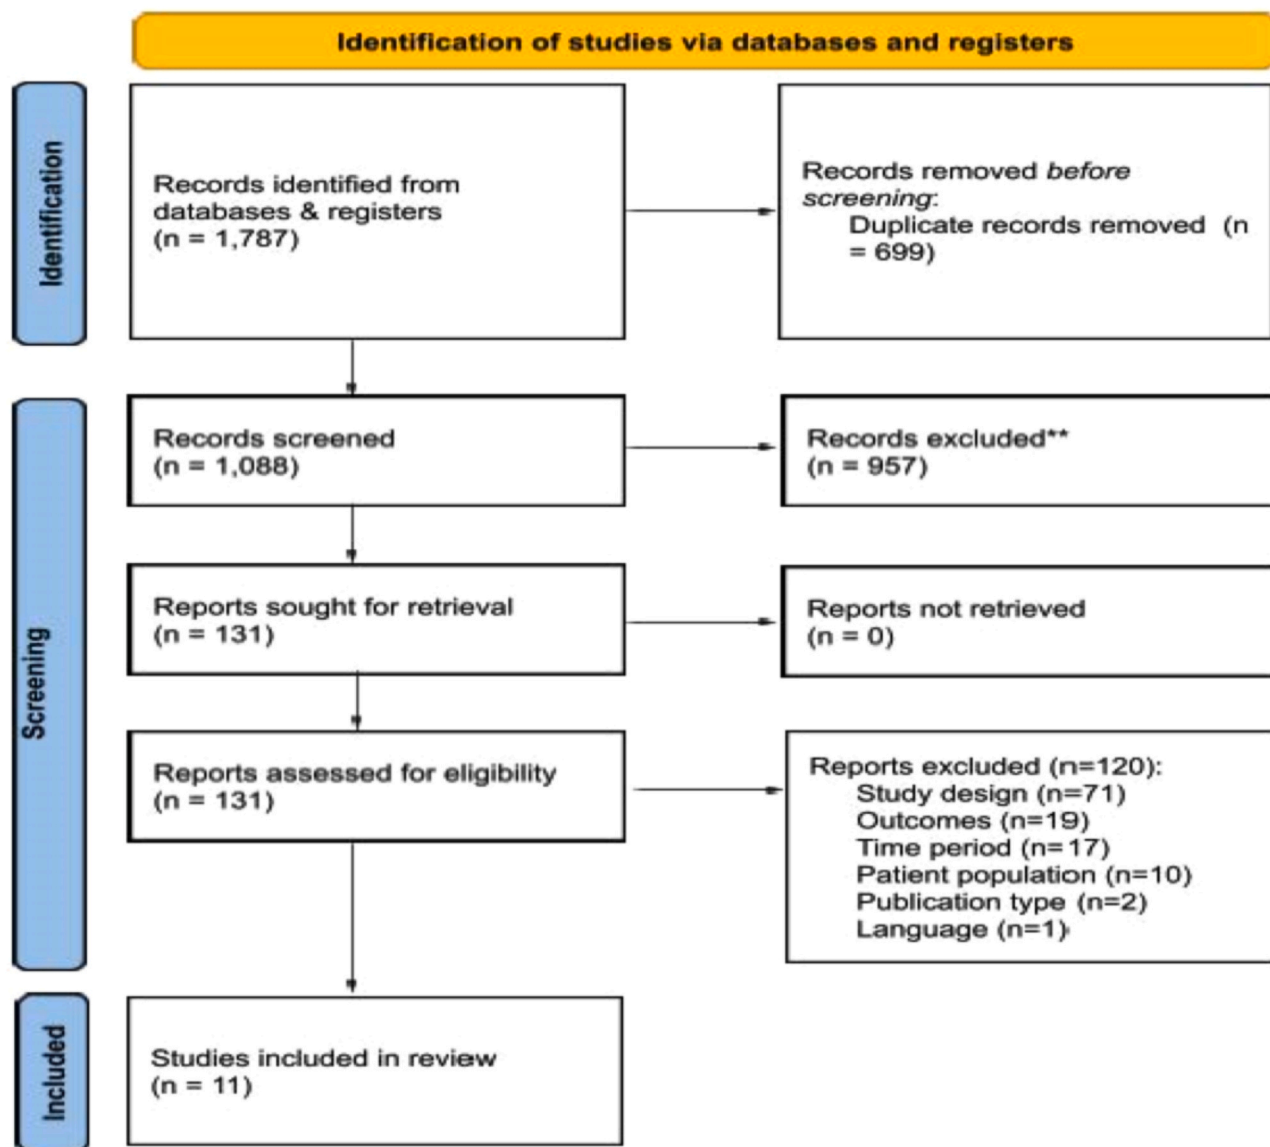 Identification of studies via databases and registers
Identification
Records identified from
databases & registers
(n = 1,787)
Records removed before
screening:
Duplicate records removed (n
= 699)
Screening
Records screened
(n = 1,088)
Records excluded**
(n = 957)
Reports sought for retrieval
(n = 131)
Reports not retrieved
(n = 0)
Reports assessed for eligibility
(n = 131)
Reports excluded (n=120):
Study design (n=71)
Outcomes (n=19)
Time period (n=17)
Patient population (n=10)
Publication type (n=2)
Language (n=1)
Included
Studies included in review
(n = 11)